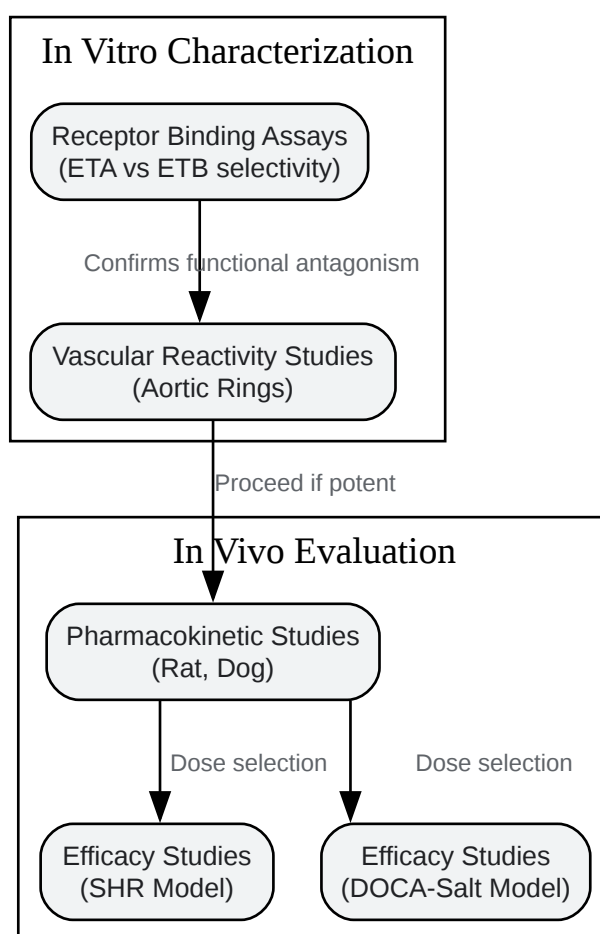 In Vitro Characterization
Receptor Binding Assays
(ETA vs ETB selectivity)
Confirms functional antagonism
Vascular Reactivity Studies
(Aortic Rings)
Proceed if potent
In Vivo Evaluation
Pharmacokinetic Studies
(Rat, Dog)
Dose selection
Dose selection
Efficacy Studies
(SHR Model)
Efficacy Studies
(DOCA-Salt Model)